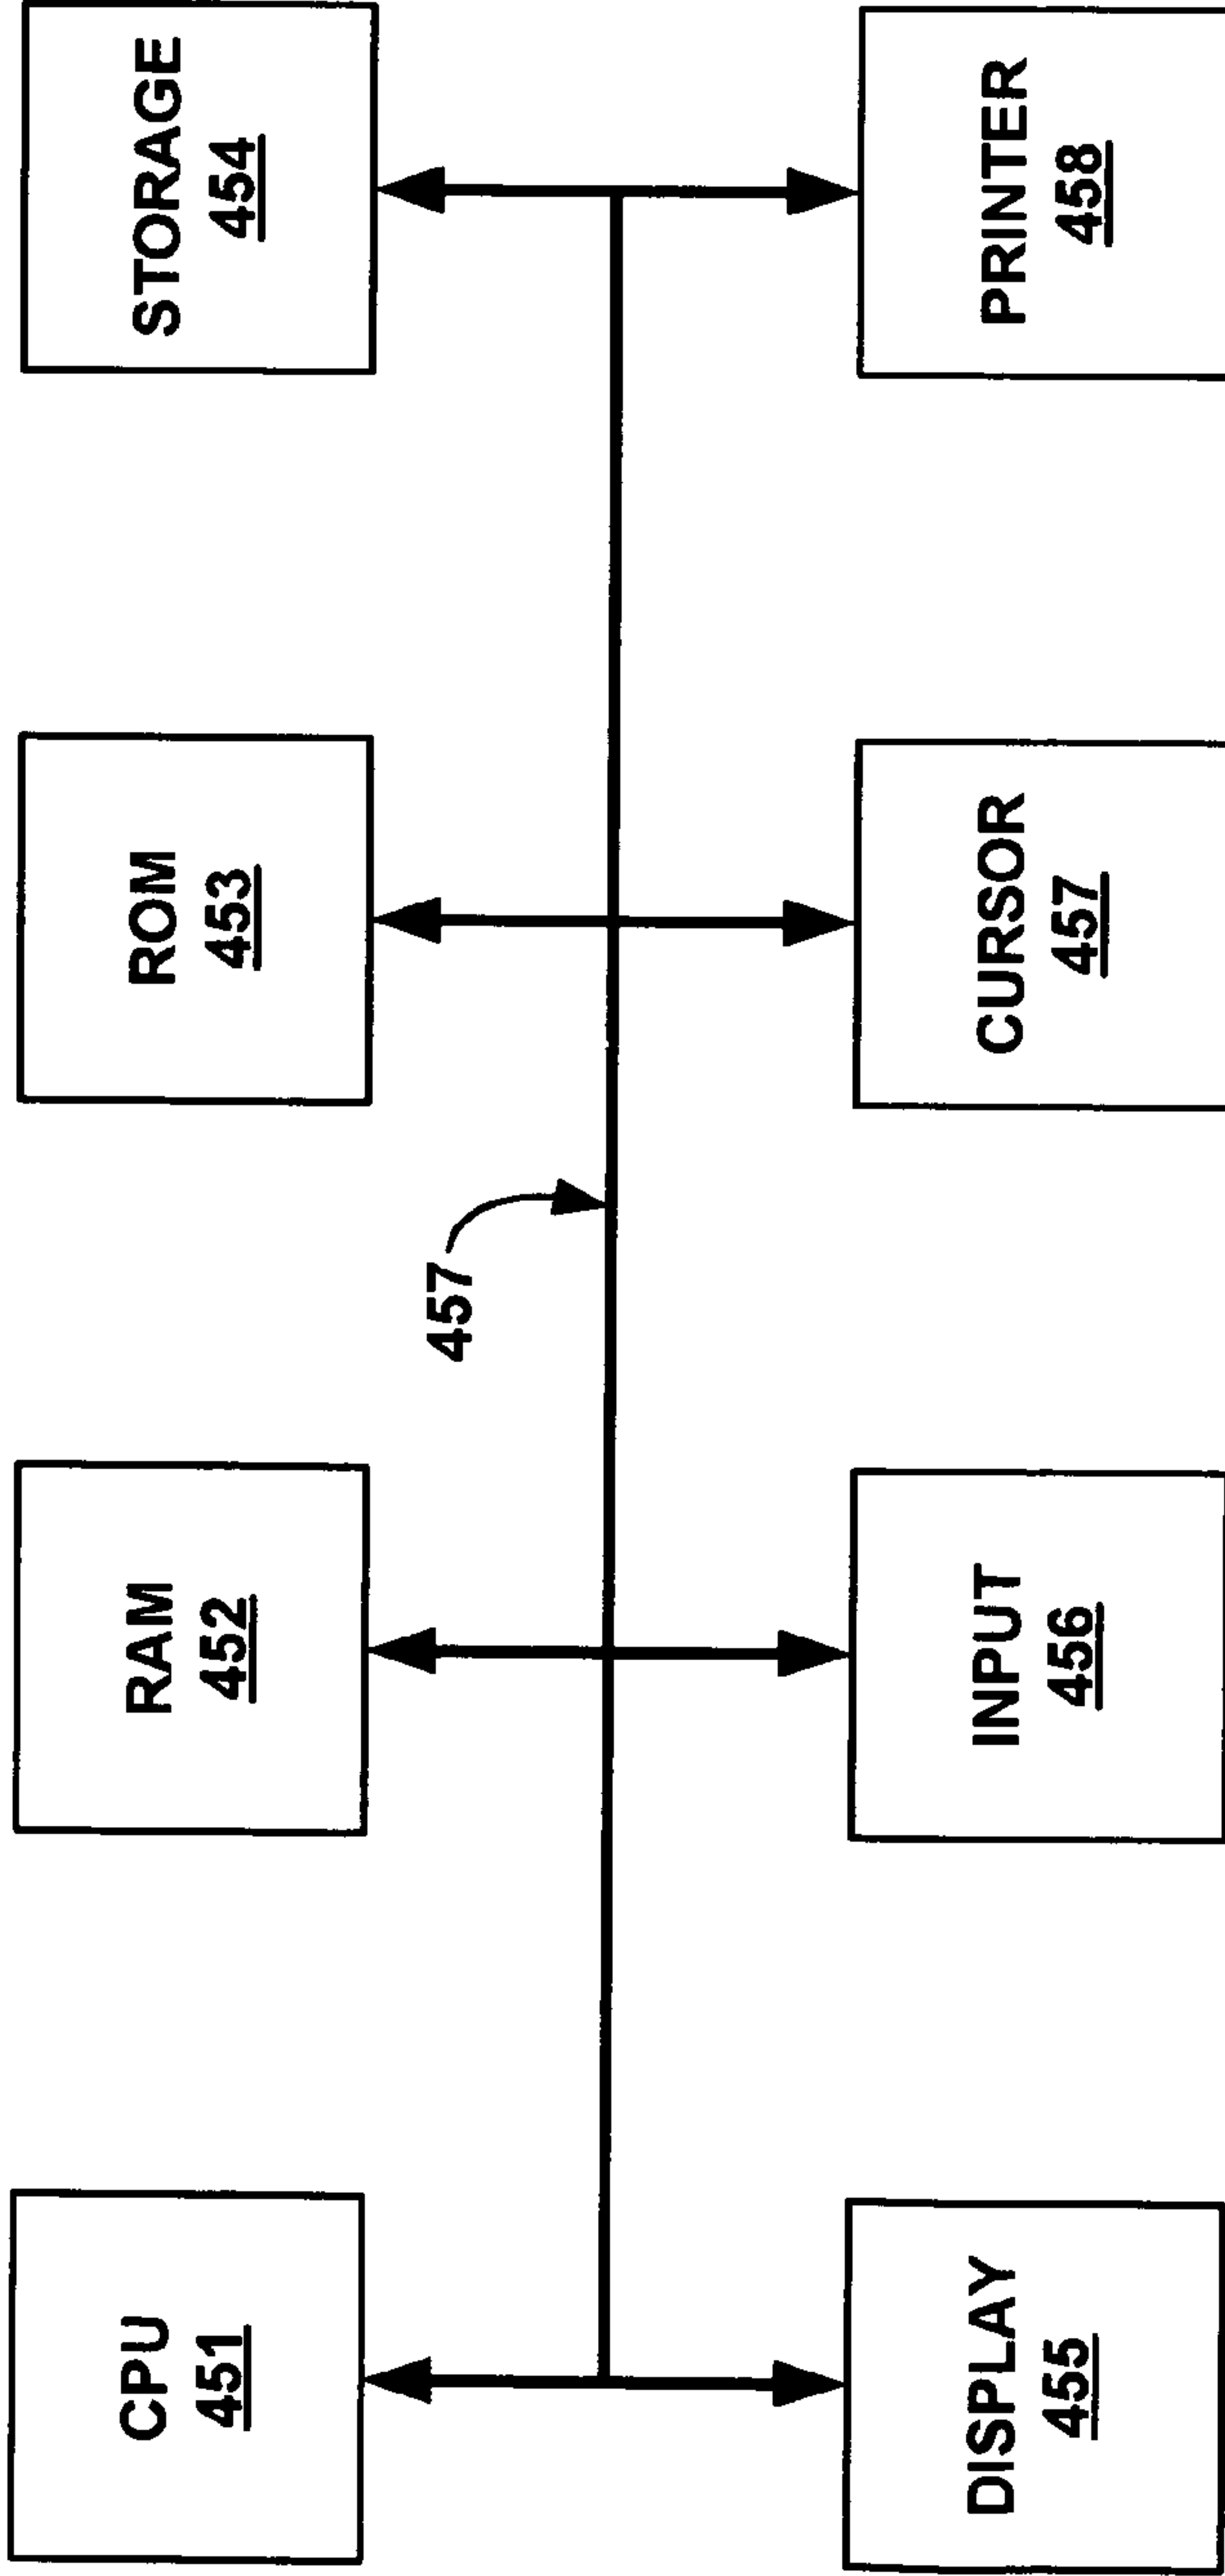 CPU
451
RAM
452
ROM
453
STORAGE
454
457
DISPLAY
455
INPUT
456
CURSOR
457
PRINTER
458